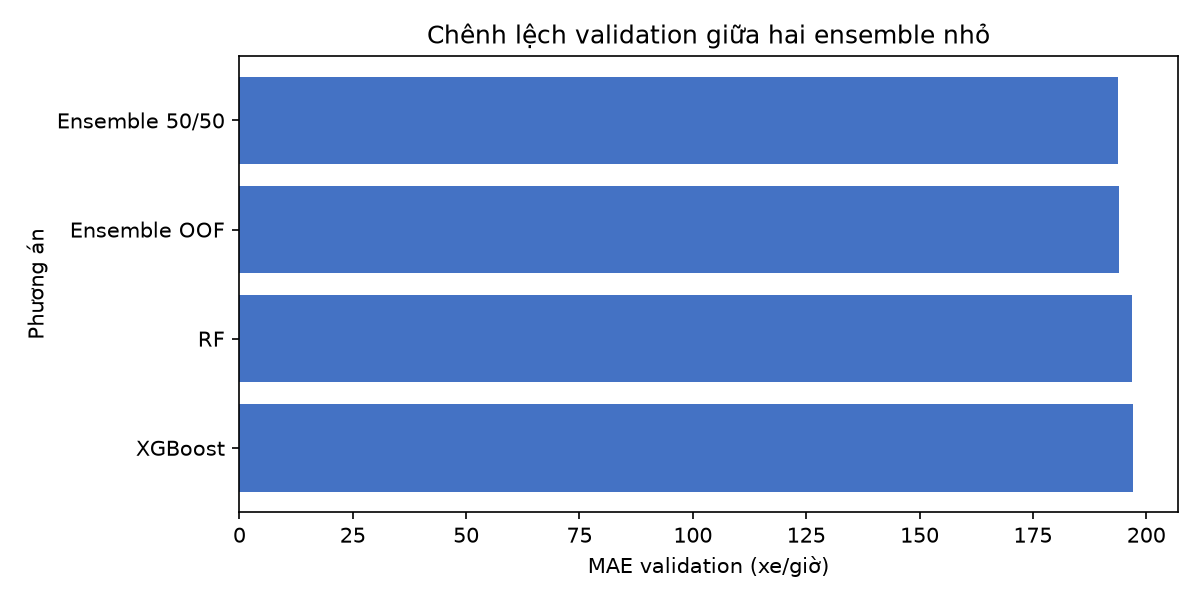 Chênh lệch validation giữa hai ensemble nhỏ
Phương án
Ensemble 50/50
Ensemble OOF
RF
XGBoost
0 25 50 75 100 125 150 175 200
MAE validation (xe/giờ)